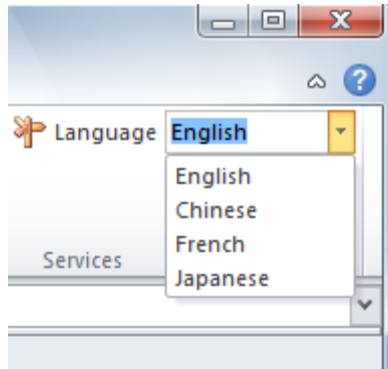 Language English
English
Chinese
French
Japanese
Services